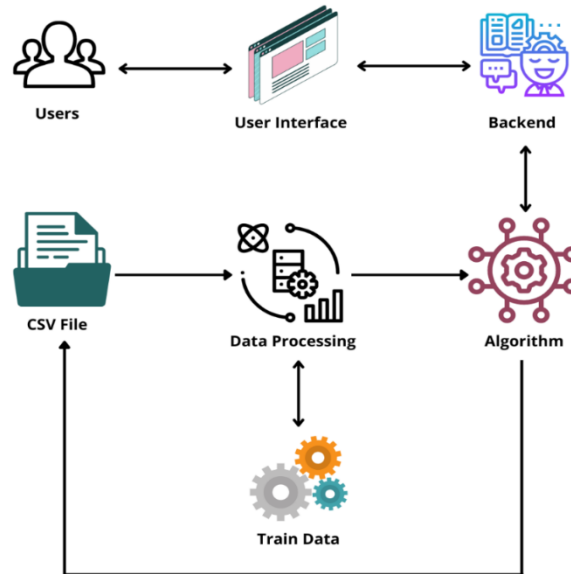 Users
User Interface
Backend
CSV File
Data Processing
Algorithm
Train Data